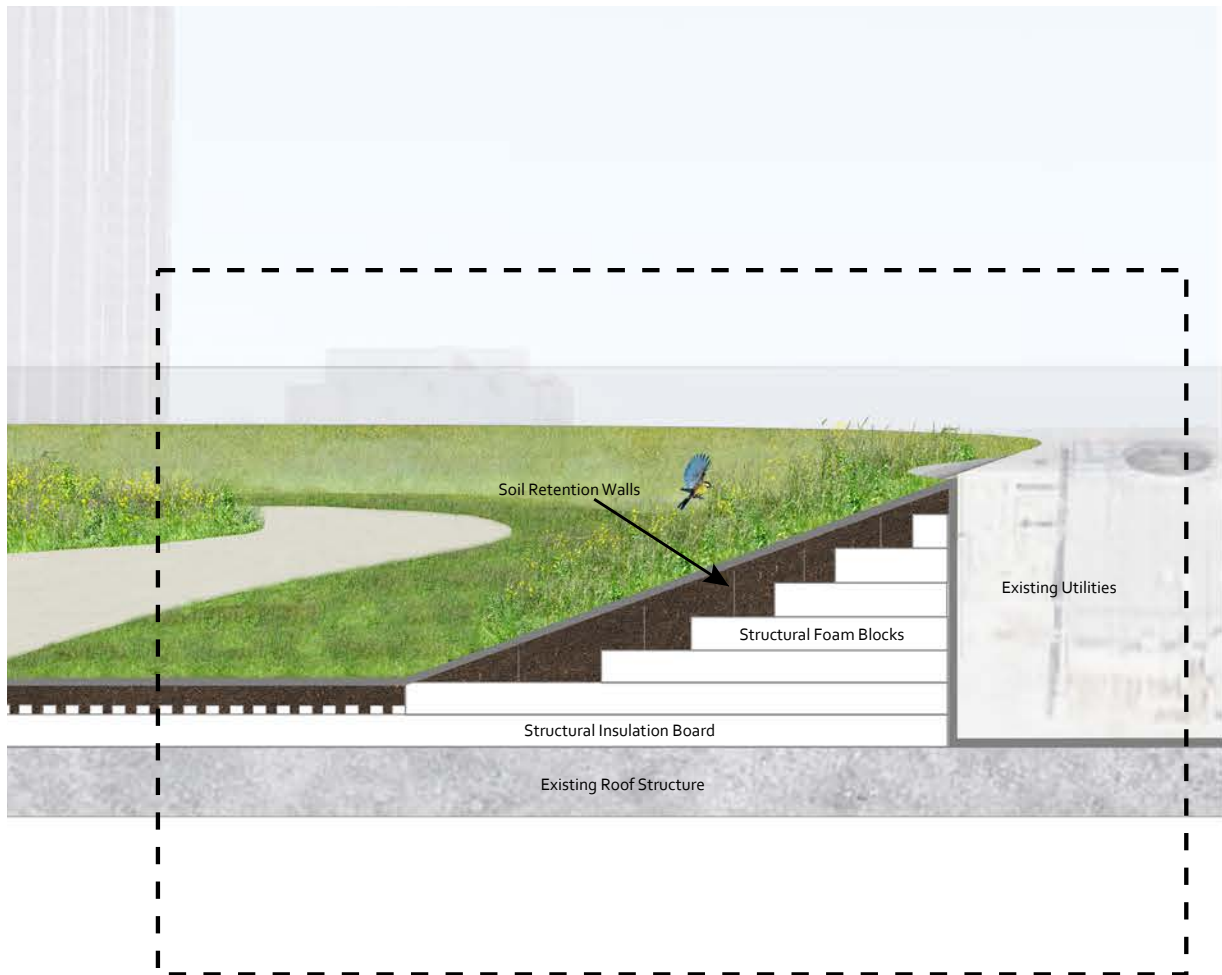 Soil Retention Walls
Existing Utilities
Structural Foam Blocks
Structural Insulation Board
Existing Roof Structure